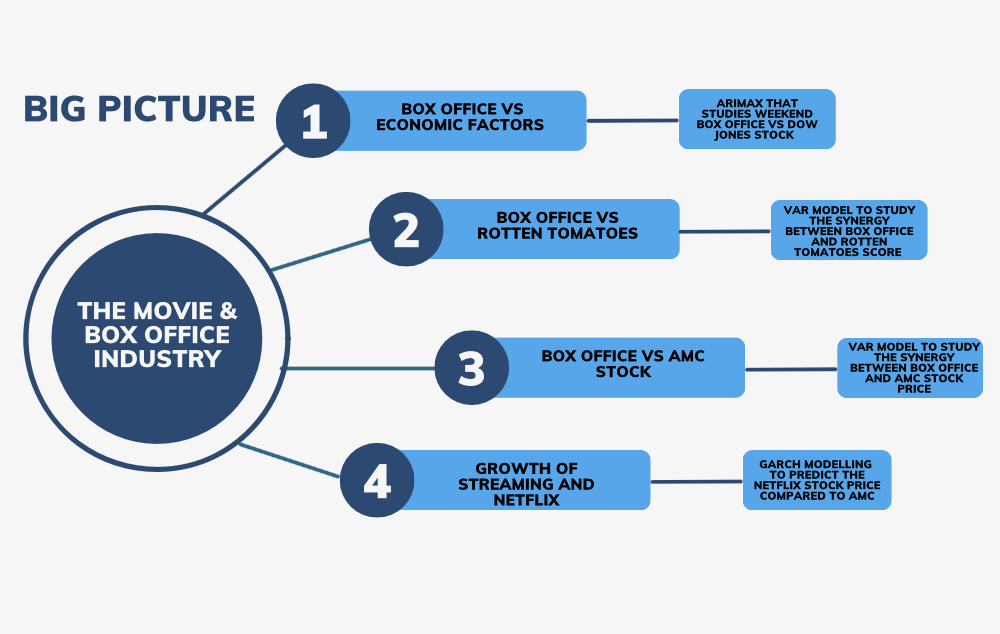 BIG PICTURE
THE MOVIE &
BOX OFFICE
INDUSTRY
1
BOX OFFICE VS
ECONOMIC FACTORS
ARIMAX THAT
STUDIES WEEKEND
BOX OFFICE VS DOW
JONES STOCK
2
BOX OFFICE VS
ROTTEN TOMATOES
VAR MODEL TO STUDY
THE SYNERGY
BETWEEN BOX OFFICE
AND ROTTEN
TOMATOES SCORE
3
BOX OFFICE VS AMC
STOCK
VAR MODEL TO STUDY
THE SYNERGY
BETWEEN BOX OFFICE
AND AMC STOCK
PRICE
4
GROWTH OF
STREAMING AND
NETFLIX
GARCH MODELLING
TO PREDICT THE
NETFLIX STOCK PRICE
COMPARED TO AMC